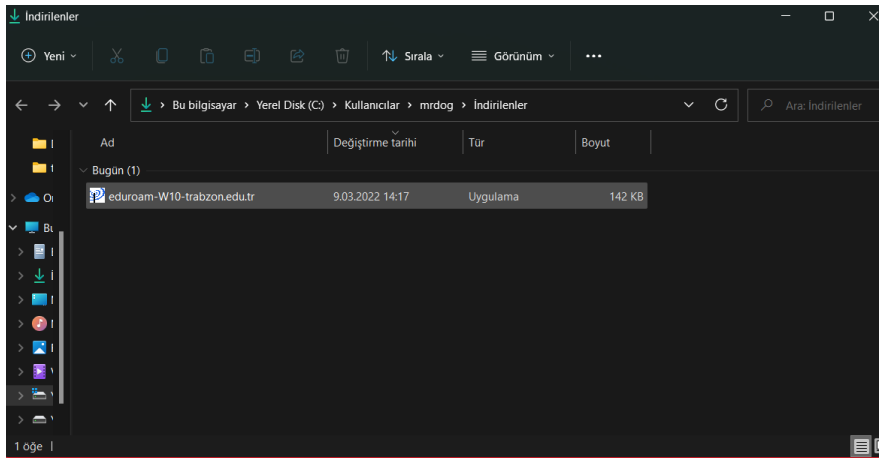 İndirilenler
Yeni Sırala Görünüm
Bu bilgisayar Yerel Disk (C:) Kullanıcılar mrdog İndirilenler Ara: İndirilenler
Ad Değiştirme tarihi Tür Boyut
Bugün (1)
eduroam-W10-trabzon.edu.tr 9.03.2022 14:17 Uygulama 142 KB
1 öğe